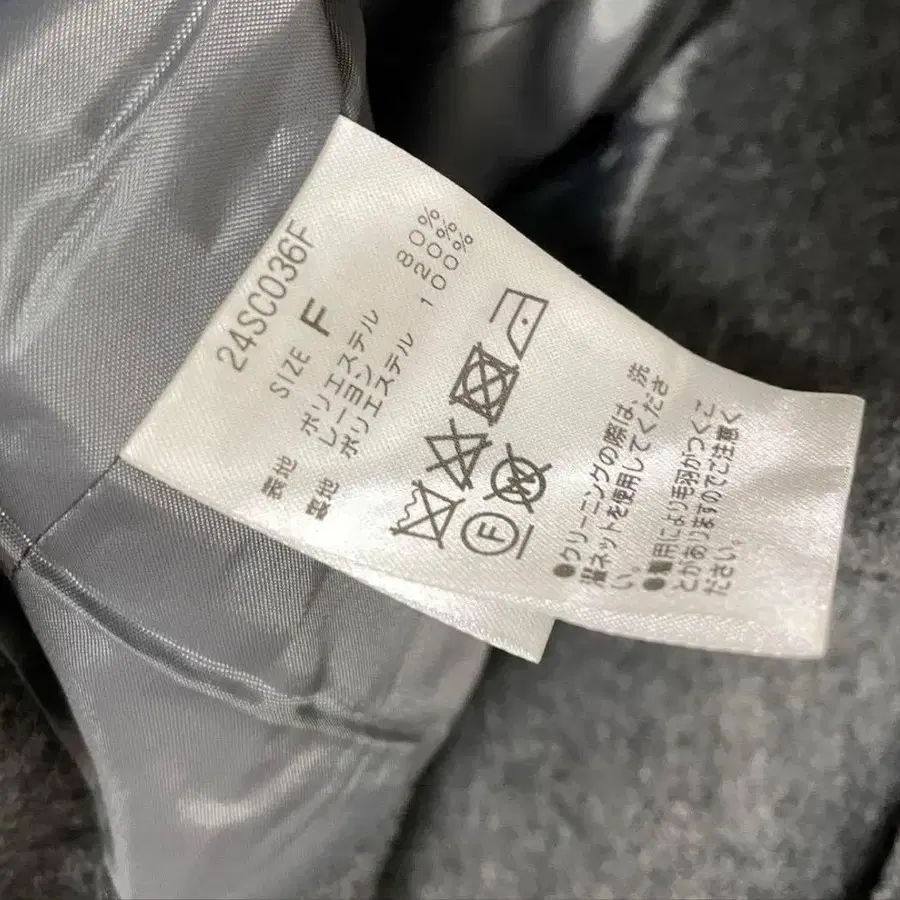 24SC036F
SIZE F
表地 ポリエステル 80%
レーヨン 20%
裏地 ポリエステル 100%
F
W
●クリーニングの際は、洗
濯ネットを使用してくださ
い。
●着用により毛羽がつくこ
とがありますのでご注意く
ださい。